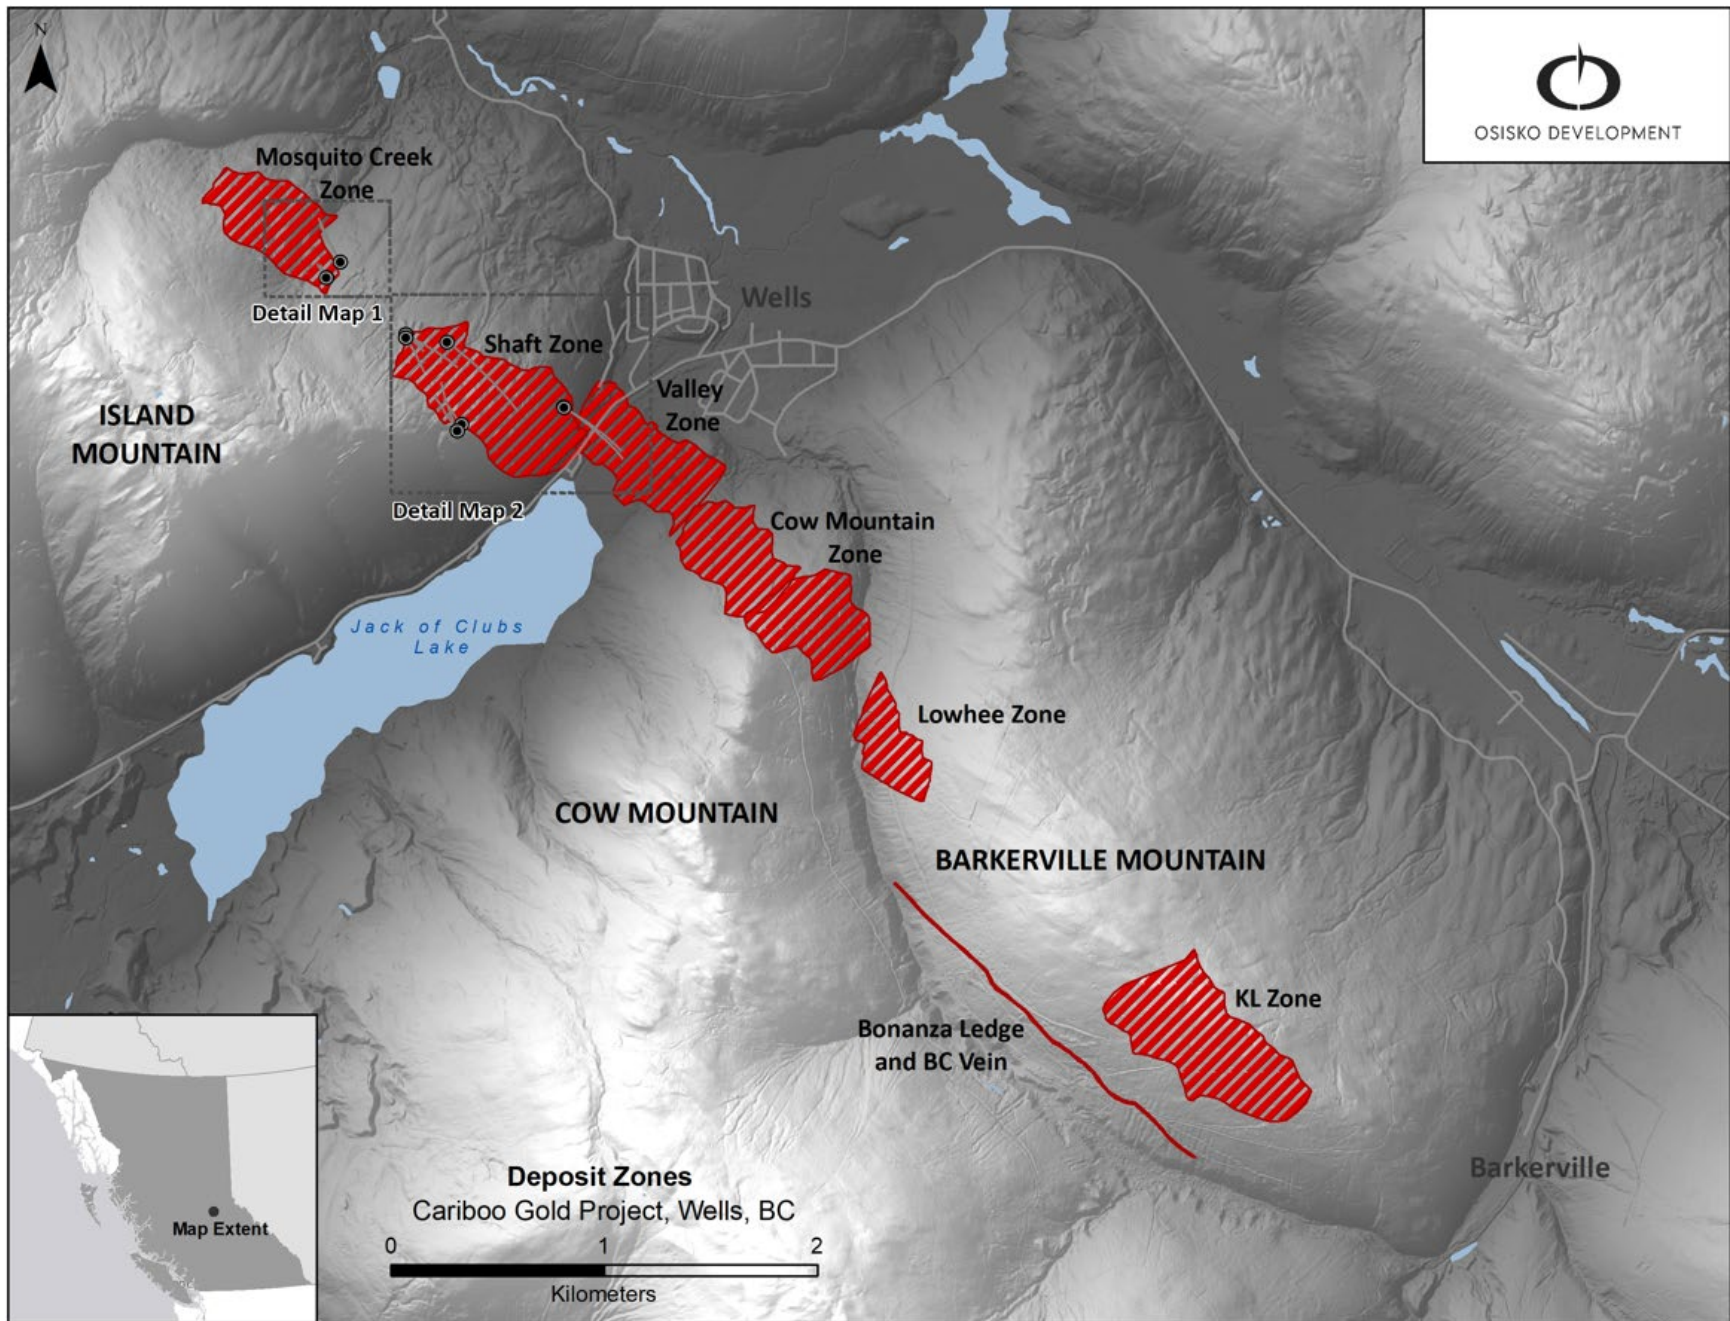 N
OSISKO DEVELOPMENT
Mosquito Creek
Zone
Detail Map 1
Wells
Shaft Zone
Valley
Zone
ISLAND
MOUNTAIN
Detail Map 2
Cow Mountain
Zone
Jack of Clubs
Lake
Lowhee Zone
COW MOUNTAIN
BARKERVILLE MOUNTAIN
KL Zone
Bonanza Ledge
and BC Vein
Barkerville
Deposit Zones
Cariboo Gold Project, Wells, BC
0 1 2
Kilometers
Map Extent